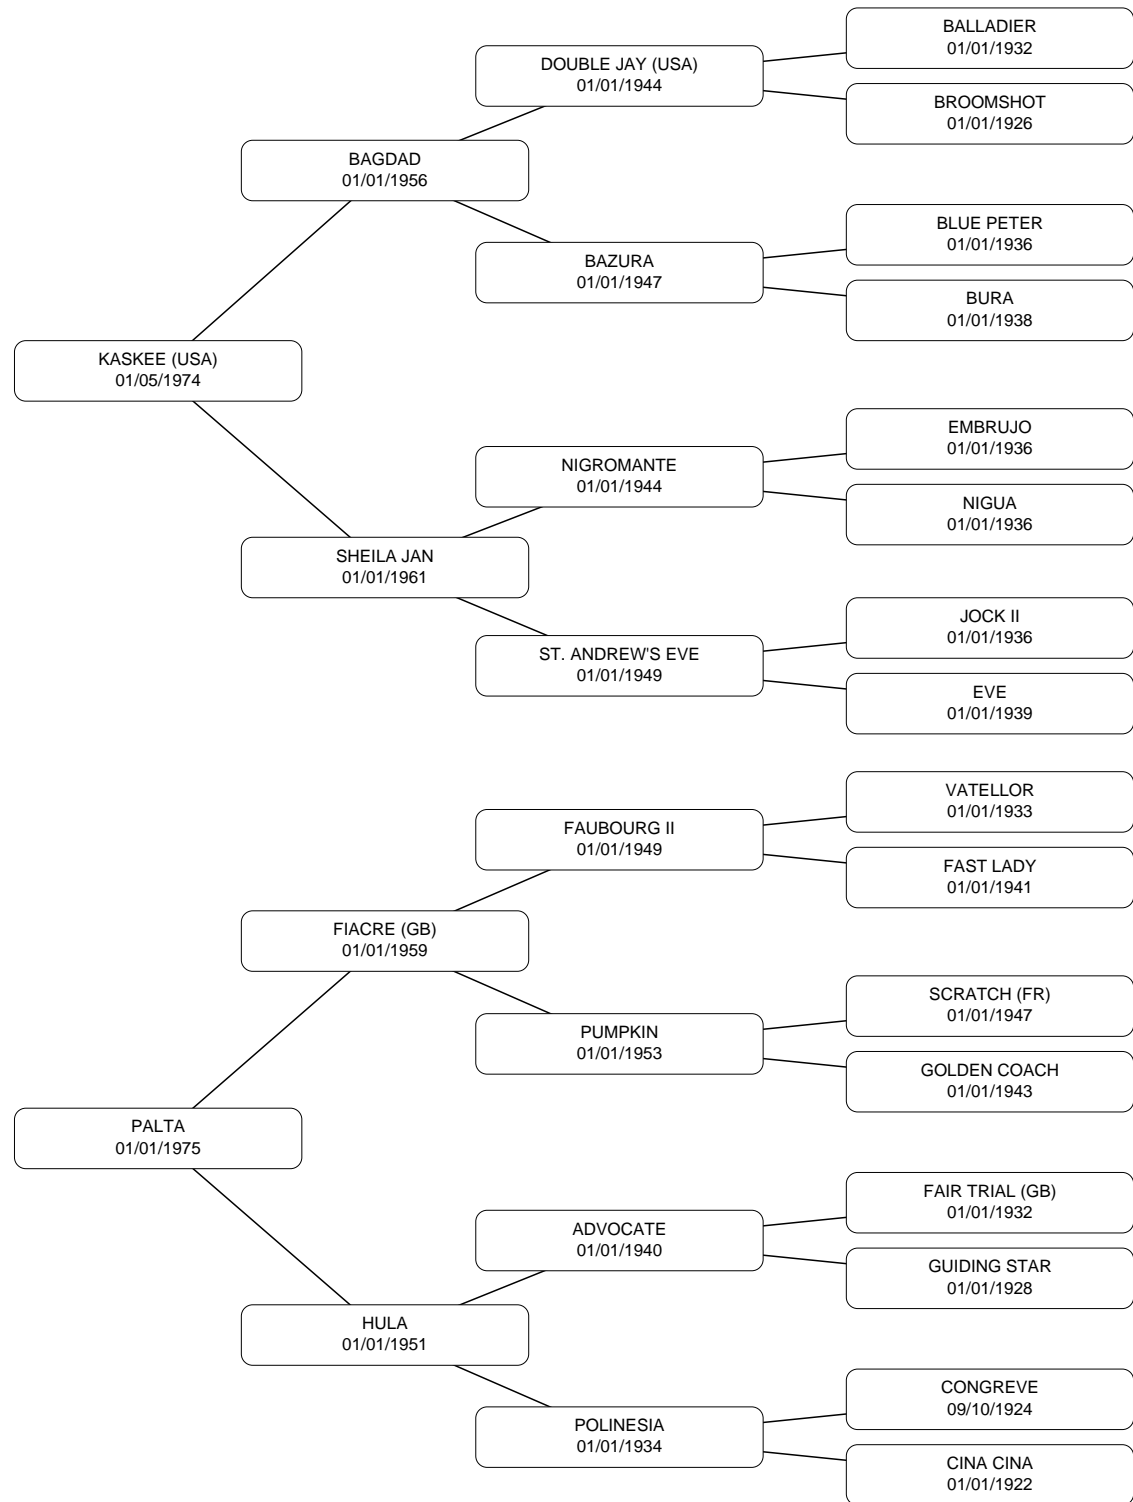 BALLADIER
01/01/1932
DOUBLE JAY (USA)
01/01/1944
BROOMSHOT
01/01/1926
BAGDAD
01/01/1956
BLUE PETER
01/01/1936
BAZURA
01/01/1947
BURA
01/01/1938
KASKEE (USA)
01/05/1974
EMBRUJO
01/01/1936
NIGROMANTE
01/01/1944
NIGUA
01/01/1936
SHEILA JAN
01/01/1961
JOCK II
01/01/1936
ST. ANDREW'S EVE
01/01/1949
EVE
01/01/1939
VATELLOR
01/01/1933
FAUBOURG II
01/01/1949
FAST LADY
01/01/1941
FIACRE (GB)
01/01/1959
SCRATCH (FR)
01/01/1947
PUMPKIN
01/01/1953
GOLDEN COACH
01/01/1943
PALTA
01/01/1975
FAIR TRIAL (GB)
01/01/1932
ADVOCATE
01/01/1940
GUIDING STAR
01/01/1928
HULA
01/01/1951
CONGREVE
09/10/1924
POLINESIA
01/01/1934
CINA CINA
01/01/1922